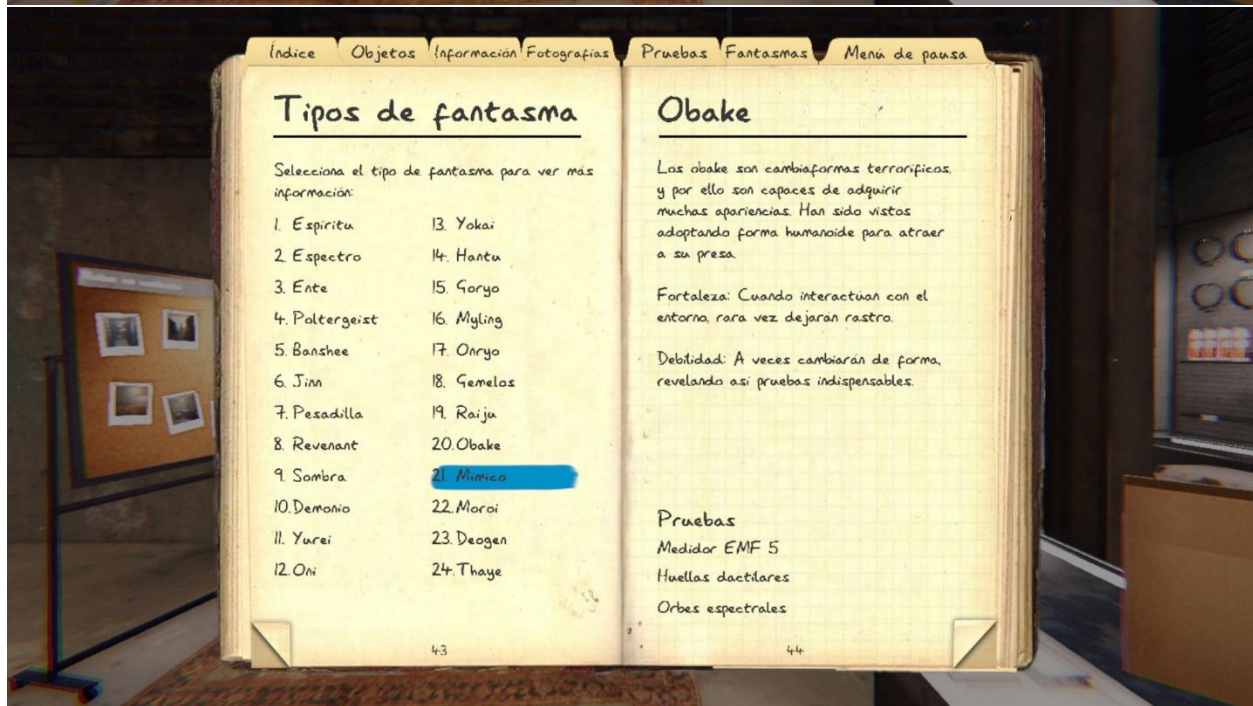 Índice
Objetos
Información
Fotografías
Pruebas
Fantasmas
Menú de pausa
Tipos de fantasma
Selecciona el tipo de fantasma para ver más
información:
1. Espíritu
2. Espectro
3. Ente
4. Poltergeist
5. Banshee
6. Jinn
7. Pesadilla
8. Revenant
9. Sombra
10. Demonio
11. Yurei
12. Oni
13. Yokai
14. Hantu
15. Goryo
16. Myling
17. Onryo
18. Gemelos
19. Raiju
20. Obake
21. Mímico
22. Moroi
23. Deogen
24. Thaye
43
Obake
Los obake son cambiaformas terroríficos,
y por ello son capaces de adquirir
muchas apariencias. Han sido vistos
adoptando forma humanoide para atraer
a su presa.
Fortaleza: Cuando interactúan con el
entorno, rara vez dejarán rastro.
Debilidad: A veces cambiarán de forma,
revelando así pruebas indispensables.
Pruebas
Medidor EMF 5
Huellas dactilares
Orbes espectrales
44